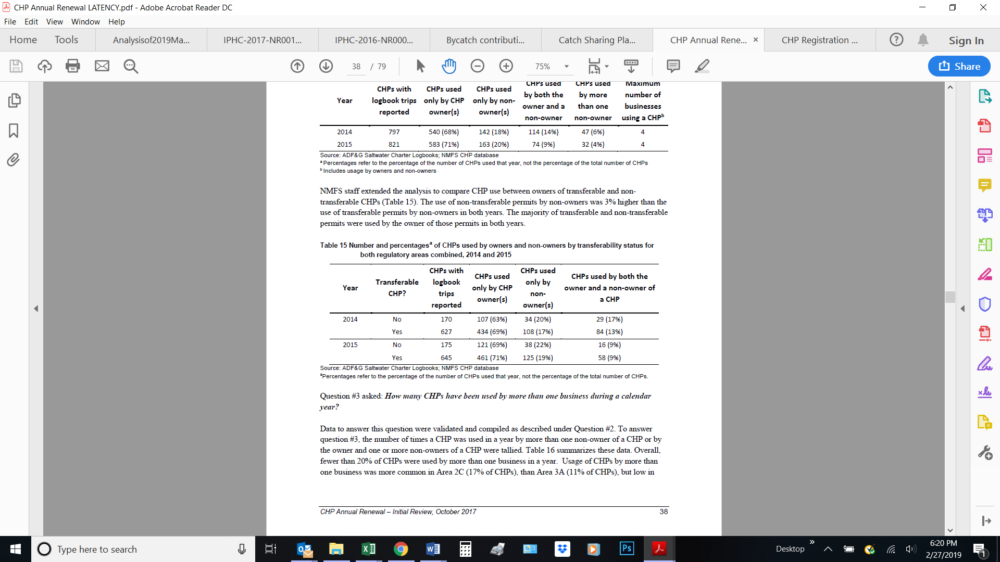 CHP Annual Renewal LATENCY.pdf - Adobe Acrobat Reader DC
File Edit View Window Help
Home Tools Analysisof2019Ma... IPHC-2017-NR001... IPHC-2016-NR000... Bycatch contributi... Catch Sharing Pla... CHP Annual Rene... × CHP Registration ... Sign In
38 / 79 75% Share
Year CHPs with logbook trips reported CHPs used only by CHP owner(s) CHPs used only by non-owner(s) CHPs used by both the owner and a non-owner CHPs used by more than one non-owner Maximum number of businesses using a CHPb
2014 797 540 (68%) 142 (18%) 114 (14%) 47 (6%) 4
2015 821 583 (71%) 163 (20%) 74 (9%) 32 (4%) 4
Source: ADF&G Saltwater Charter Logbooks; NMFS CHP database
a Percentages refer to the percentage of the number of CHPs used that year, not the percentage of the total number of CHPs
b Includes usage by owners and non-owners
NMFS staff extended the analysis to compare CHP use between owners of transferable and non-
transferable CHPs (Table 15). The use of non-transferable permits by non-owners was 3% higher than the
use of transferable permits by non-owners in both years. The majority of transferable and non-transferable
permits were used by the owner of those permits in both years.
Table 15 Number and percentagesa of CHPs used by owners and non-owners by transferability status for
both regulatory areas combined, 2014 and 2015
Year Transferable CHP? CHPs with logbook trips reported CHPs used only by CHP owner(s) CHPs used only by non-owner(s) CHPs used by both the owner and a non-owner of a CHP
2014 No 170 107 (63%) 34 (20%) 29 (17%)
Yes 627 434 (69%) 108 (17%) 84 (13%)
2015 No 175 121 (69%) 38 (22%) 16 (9%)
Yes 645 461 (71%) 125 (19%) 58 (9%)
Source: ADF&G Saltwater Charter Logbooks; NMFS CHP database
aPercentages refer to the percentage of the number of CHPs used that year, not the percentage of the total number of CHPs.
Question #3 asked: How many CHPs have been used by more than one business during a calendar
year?
Data to answer this question were validated and compiled as described under Question #2. To answer
question #3, the number of times a CHP was used in a year by more than one non-owner of a CHP or by
the owner and one or more non-owners of a CHP were tallied. Table 16 summarizes these data. Overall,
fewer than 20% of CHPs were used by more than one business in a year. Usage of CHPs by more than
one business was more common in Area 2C (17% of CHPs), than Area 3A (11% of CHPs), but low in
CHP Annual Renewal – Initial Review, October 2017 38
Type here to search
Ps
Desktop
6:20 PM
2/27/2019
1